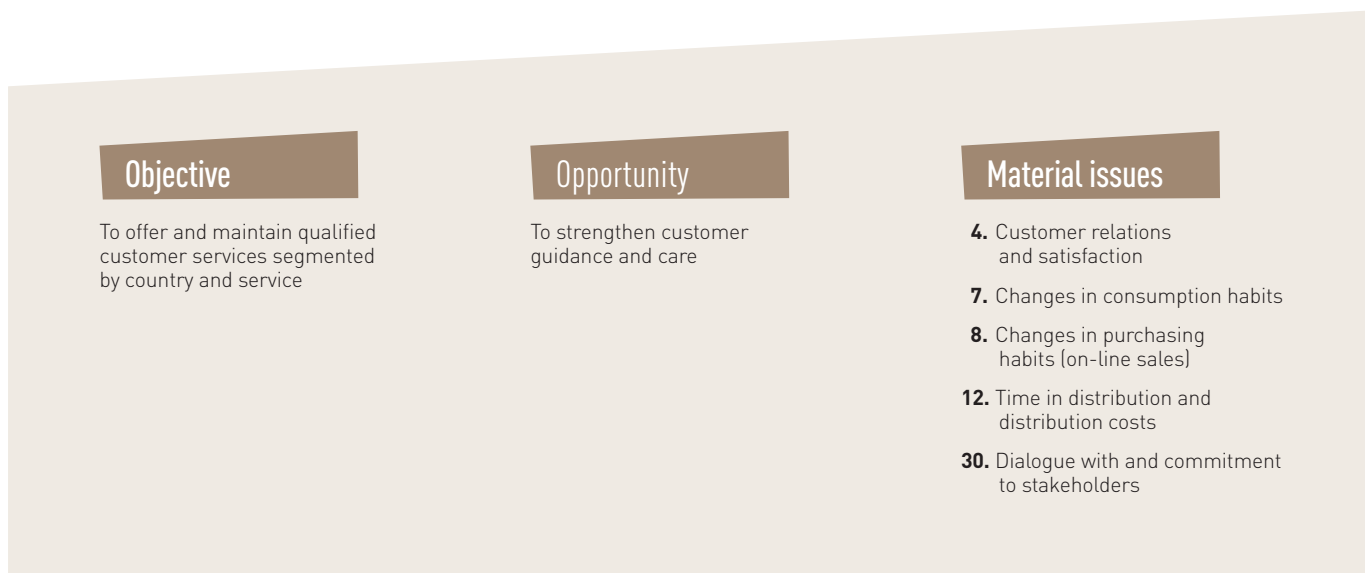 Objective
To offer and maintain qualified
customer services segmented
by country and service
Opportunity
To strengthen customer
guidance and care
Material issues
4. Customer relations
and satisfaction
7. Changes in consumption habits
8. Changes in purchasing
habits (on-line sales)
12. Time in distribution and
distribution costs
30. Dialogue with and commitment
to stakeholders